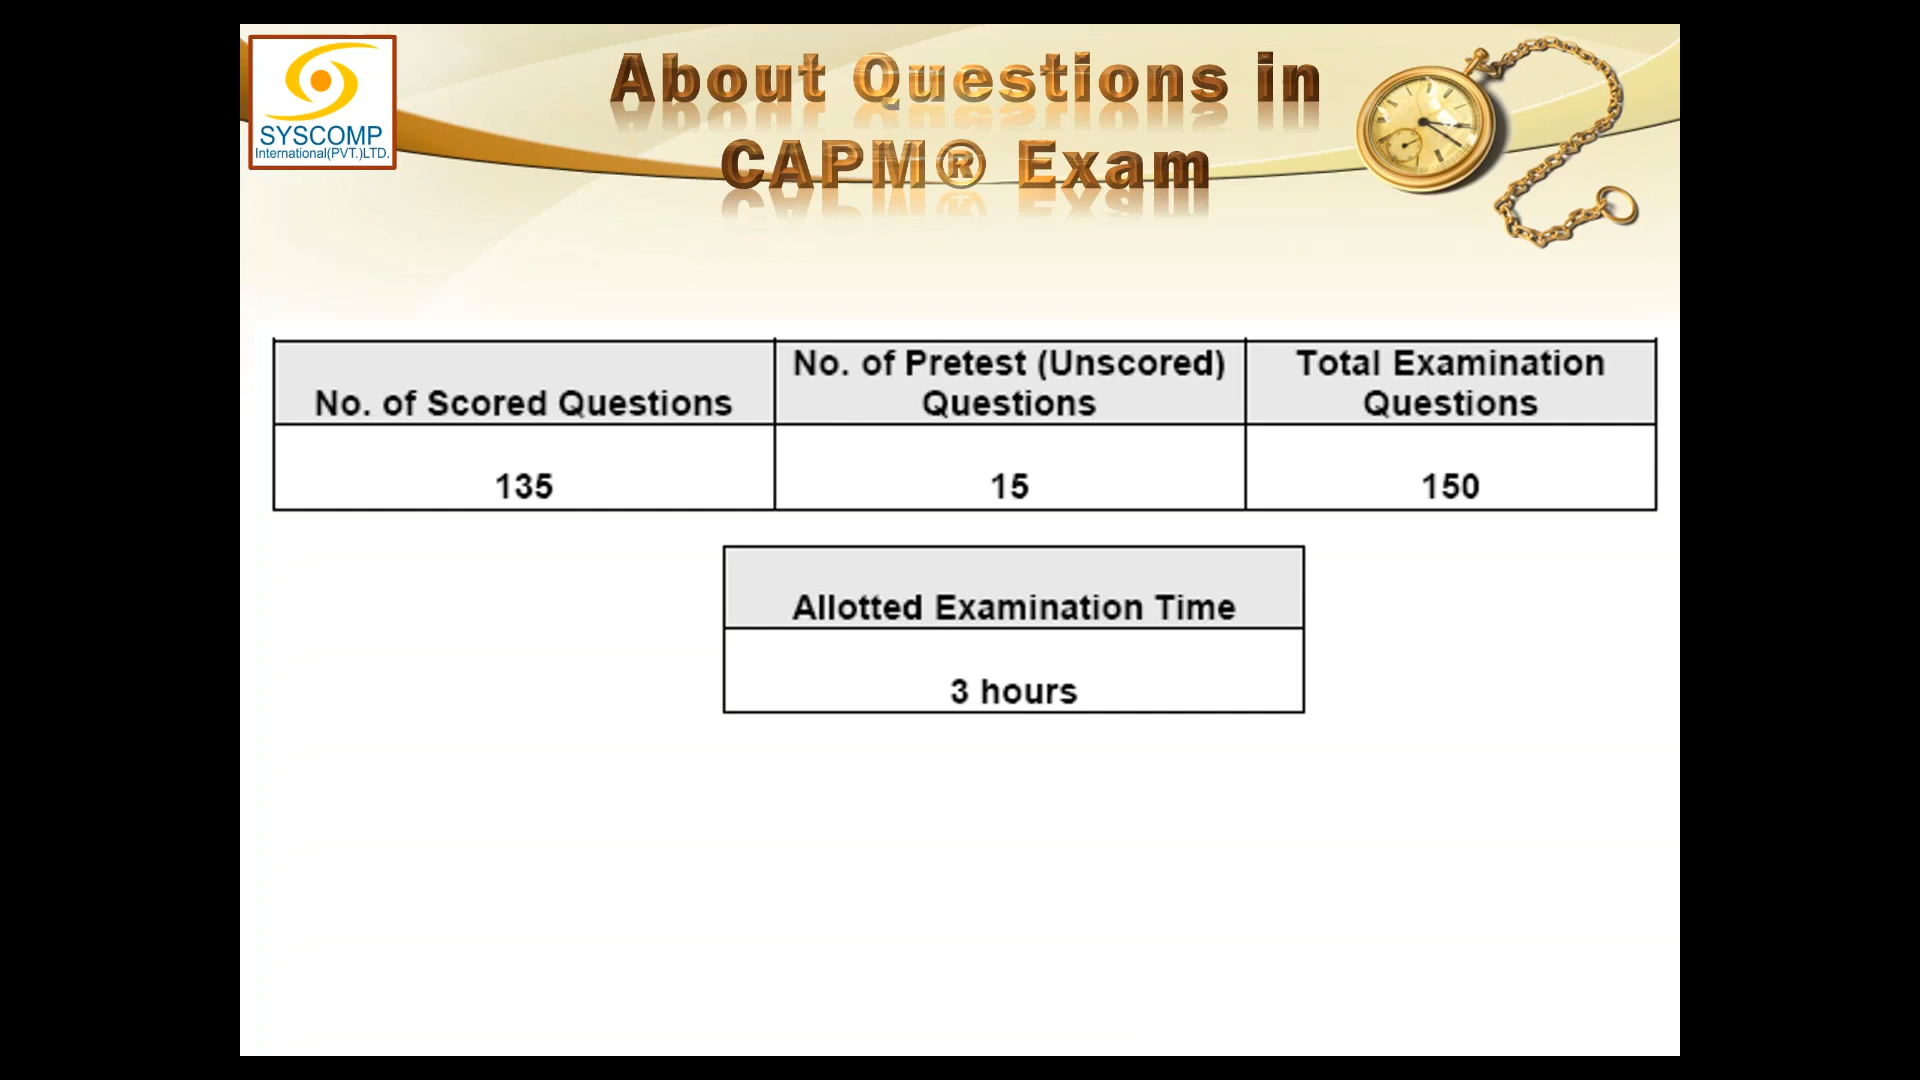 SYSCOMP
International(PVT.)LTD.
About Questions in
CAPM® Exam
No. of Scored Questions
No. of Pretest (Unscored)
Questions
Total Examination
Questions
135
15
150
Allotted Examination Time
3 hours